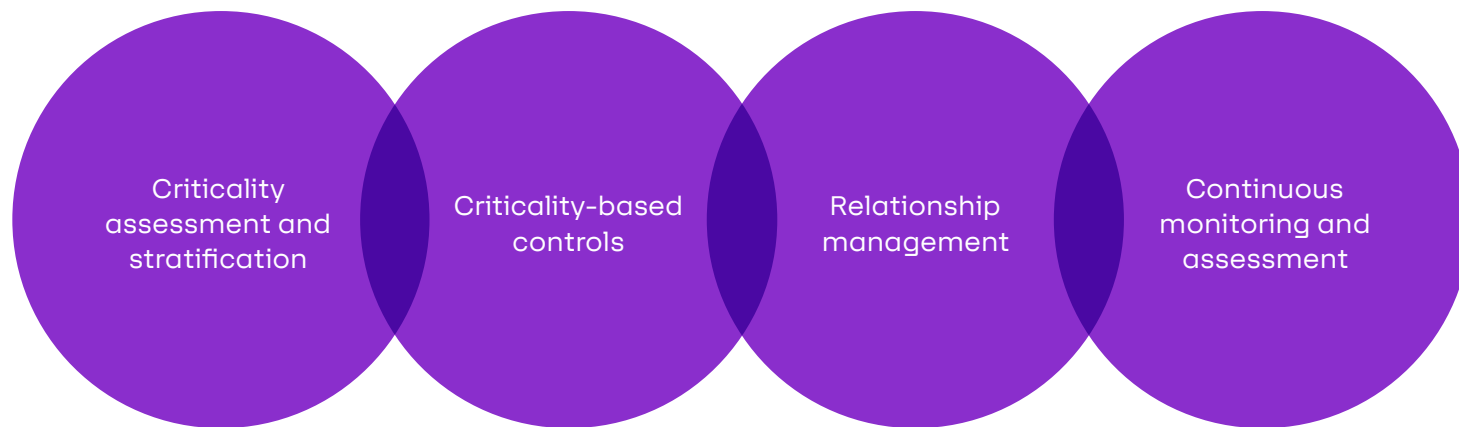 Criticality
assessment and
stratification
Criticality-based
controls
Relationship
management
Continuous
monitoring and
assessment